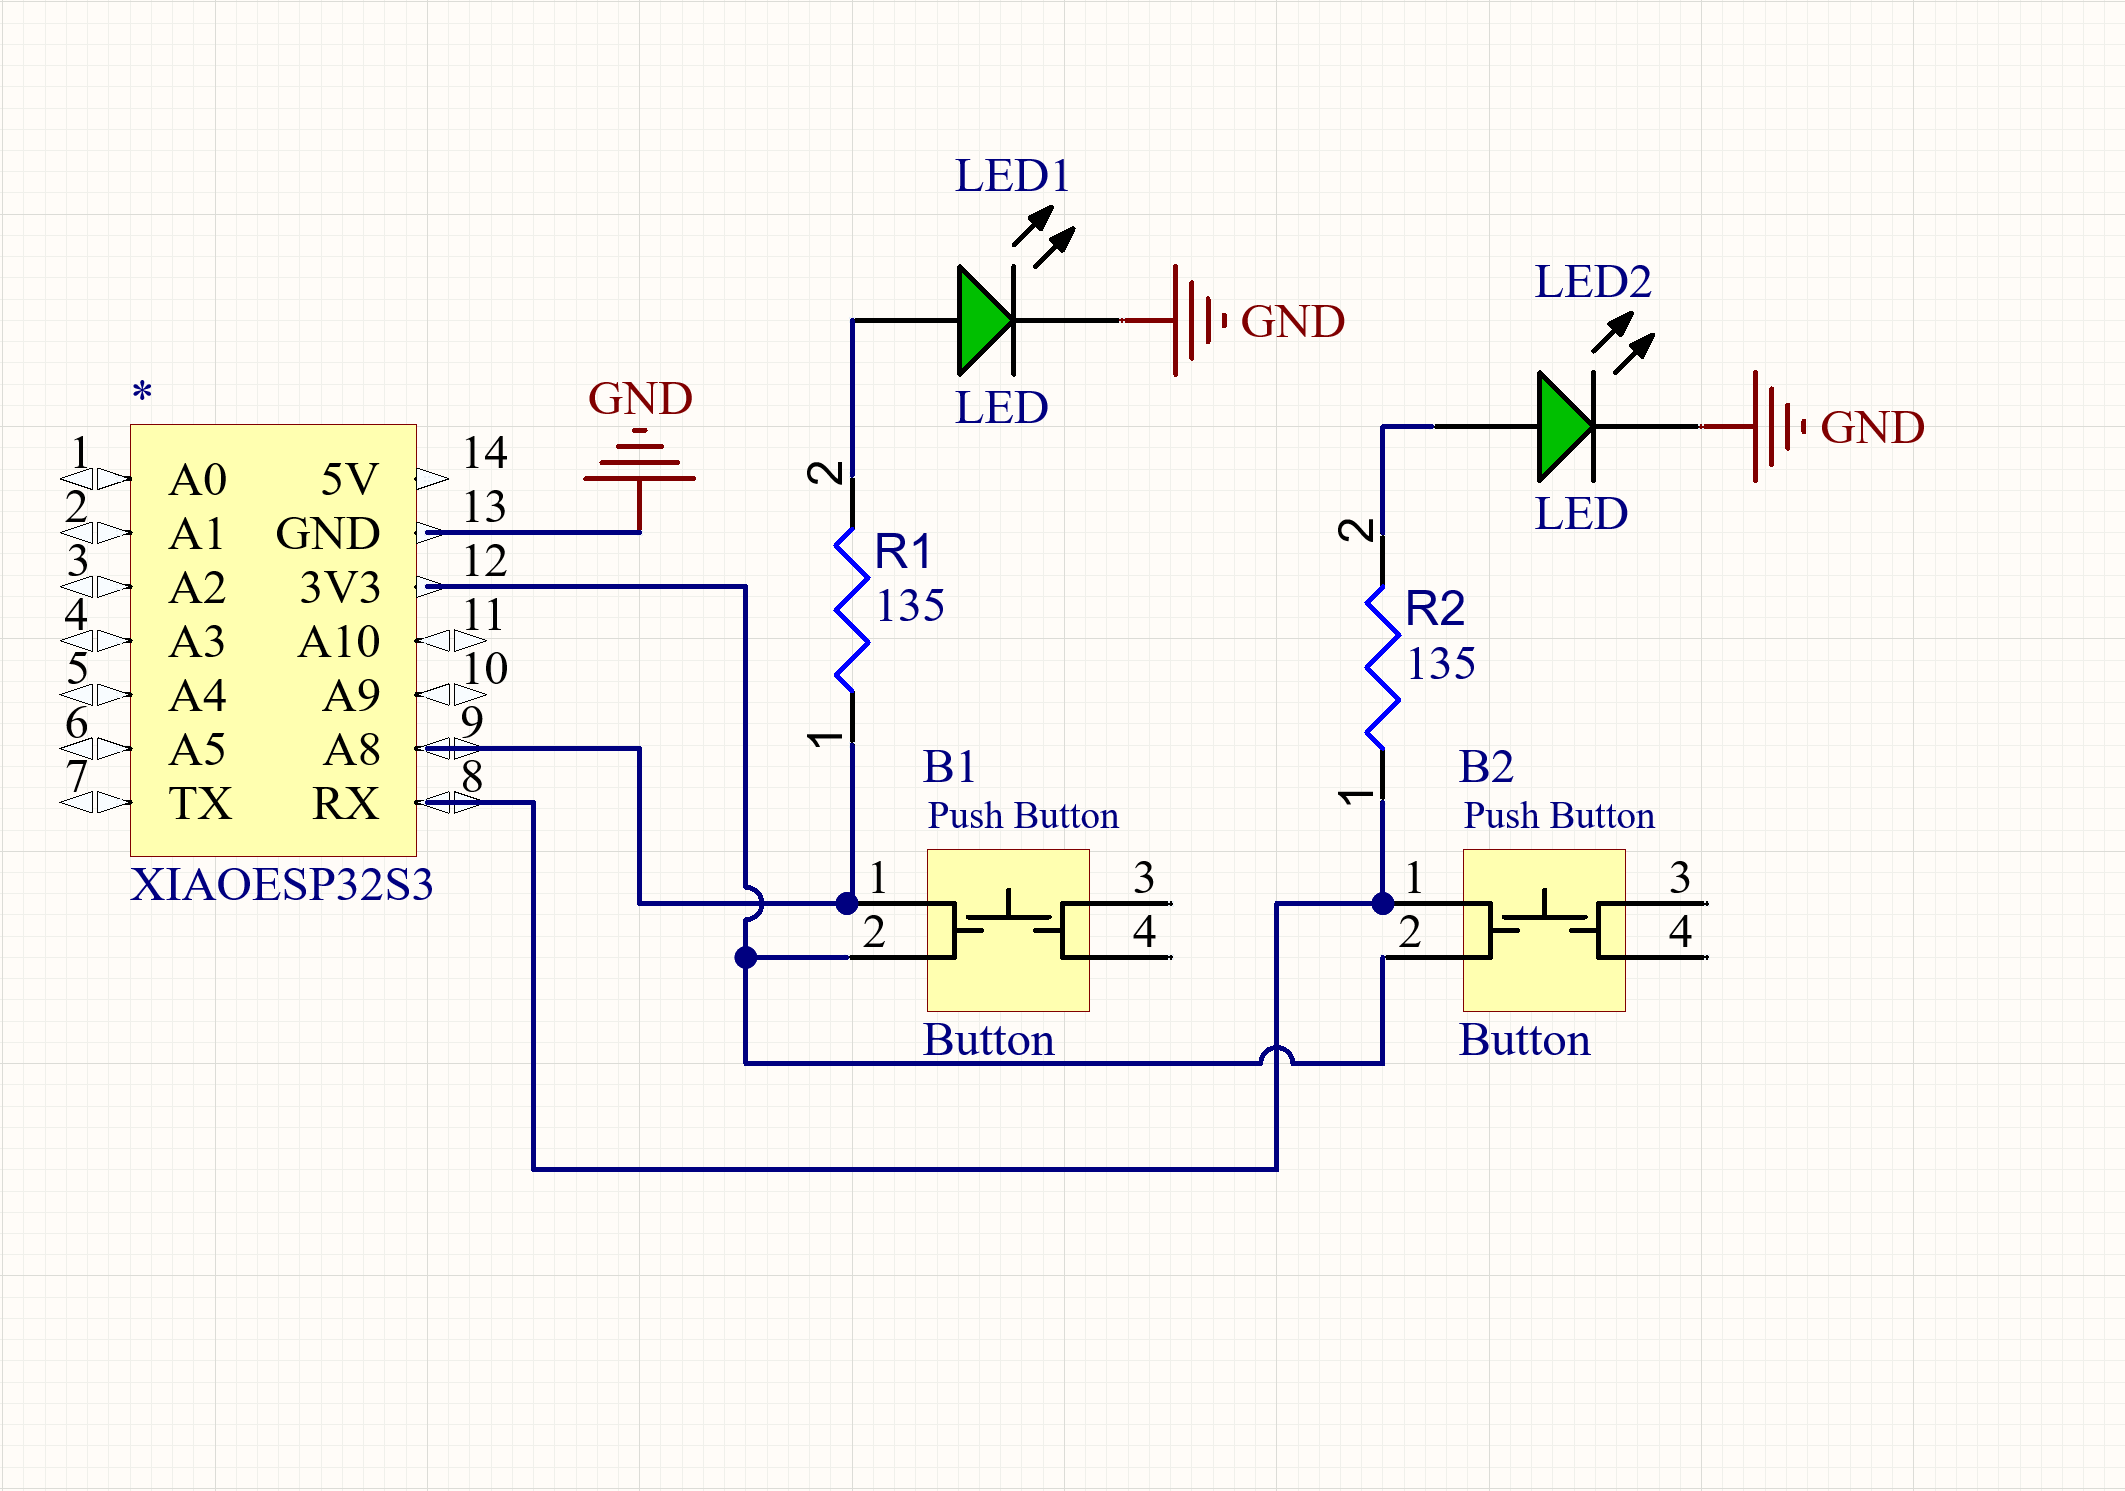 LED1
LED
GND
LED2
LED
GND
*
GND
1 A0 5V 14
2 A1 GND 13
3 A2 3V3 12
4 A3 A10 11
5 A4 A9 10
6 A5 A8 9
7 TX RX 8
XIAOESP32S3
2
R1
135
1
2
R2
135
1
B1
Push Button
1 3
2 4
Button
B2
Push Button
1 3
2 4
Button